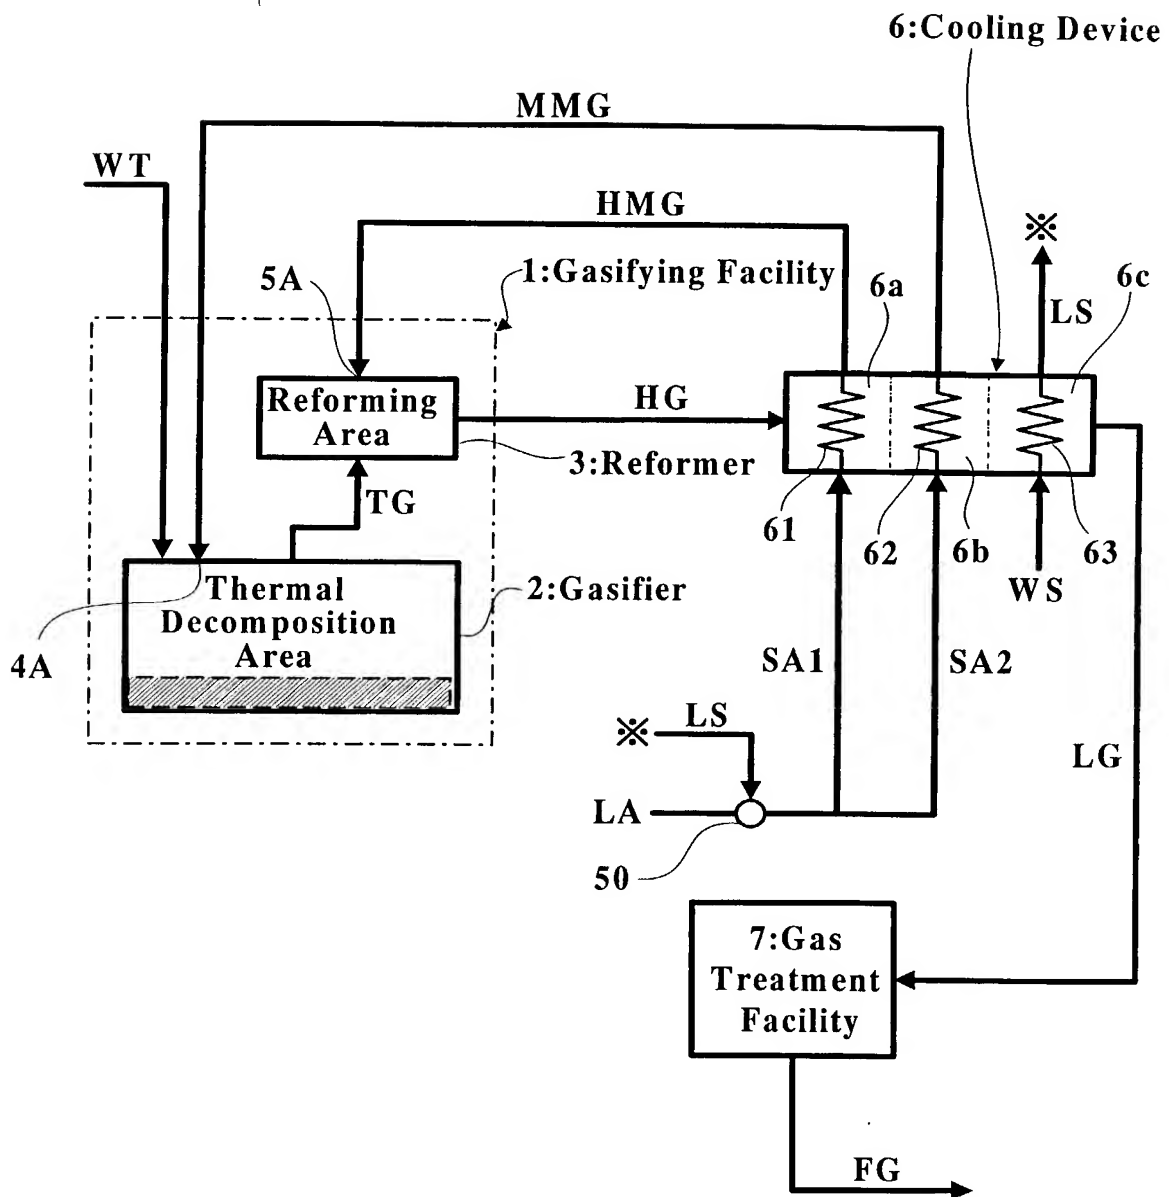 6:Cooling Device
MMG
WT
HMG
※
5A
1:Gasifying Facility
6a
6c
LS
Reforming
Area
HG
3:Reformer
TG
61
62
6b
63
Thermal
Decomposition
Area
2:Gasifier
WS
4A
SA1
SA2
※
LS
LG
LA
50
7:Gas
Treatment
Facility
FG